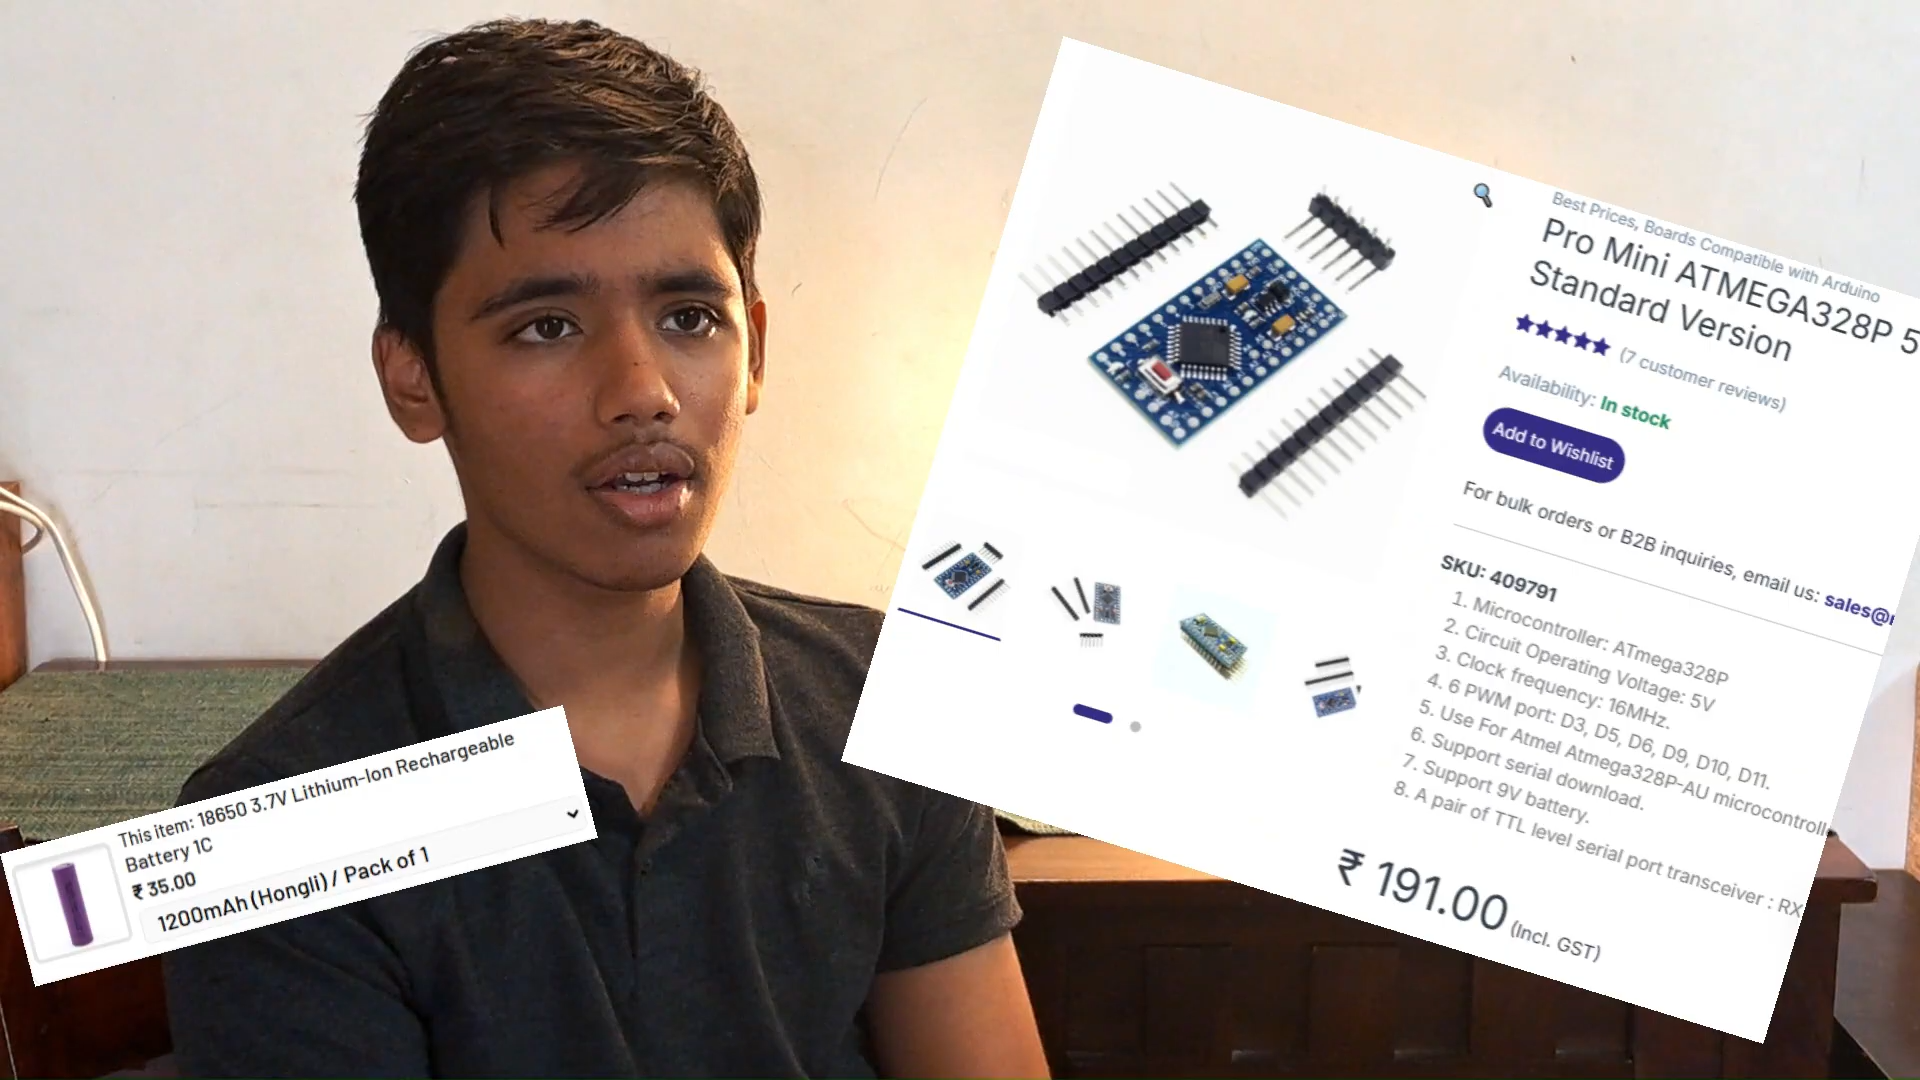 Best Prices, Boards Compatible with Arduino
Pro Mini ATMEGA328P 5
Standard Version
(7 customer reviews)
Availability: In stock
Add to Wishlist
For bulk orders or B2B inquiries, email us: sales@r
SKU: 409791
1. Microcontroller: ATmega328P
2. Circuit Operating Voltage: 5V
3. Clock frequency: 16MHz.
4. 6 PWM port: D3, D5, D6, D9, D10, D11.
5. Use For Atmel Atmega328P-AU microcontroll
6. Support serial download.
7. Support 9V battery.
8. A pair of TTL level serial port transceiver : RX
₹ 191.00 (Incl. GST)
This item: 18650 3.7V Lithium-Ion Rechargeable
Battery 1C
₹ 35.00
1200mAh (Hongli) / Pack of 1